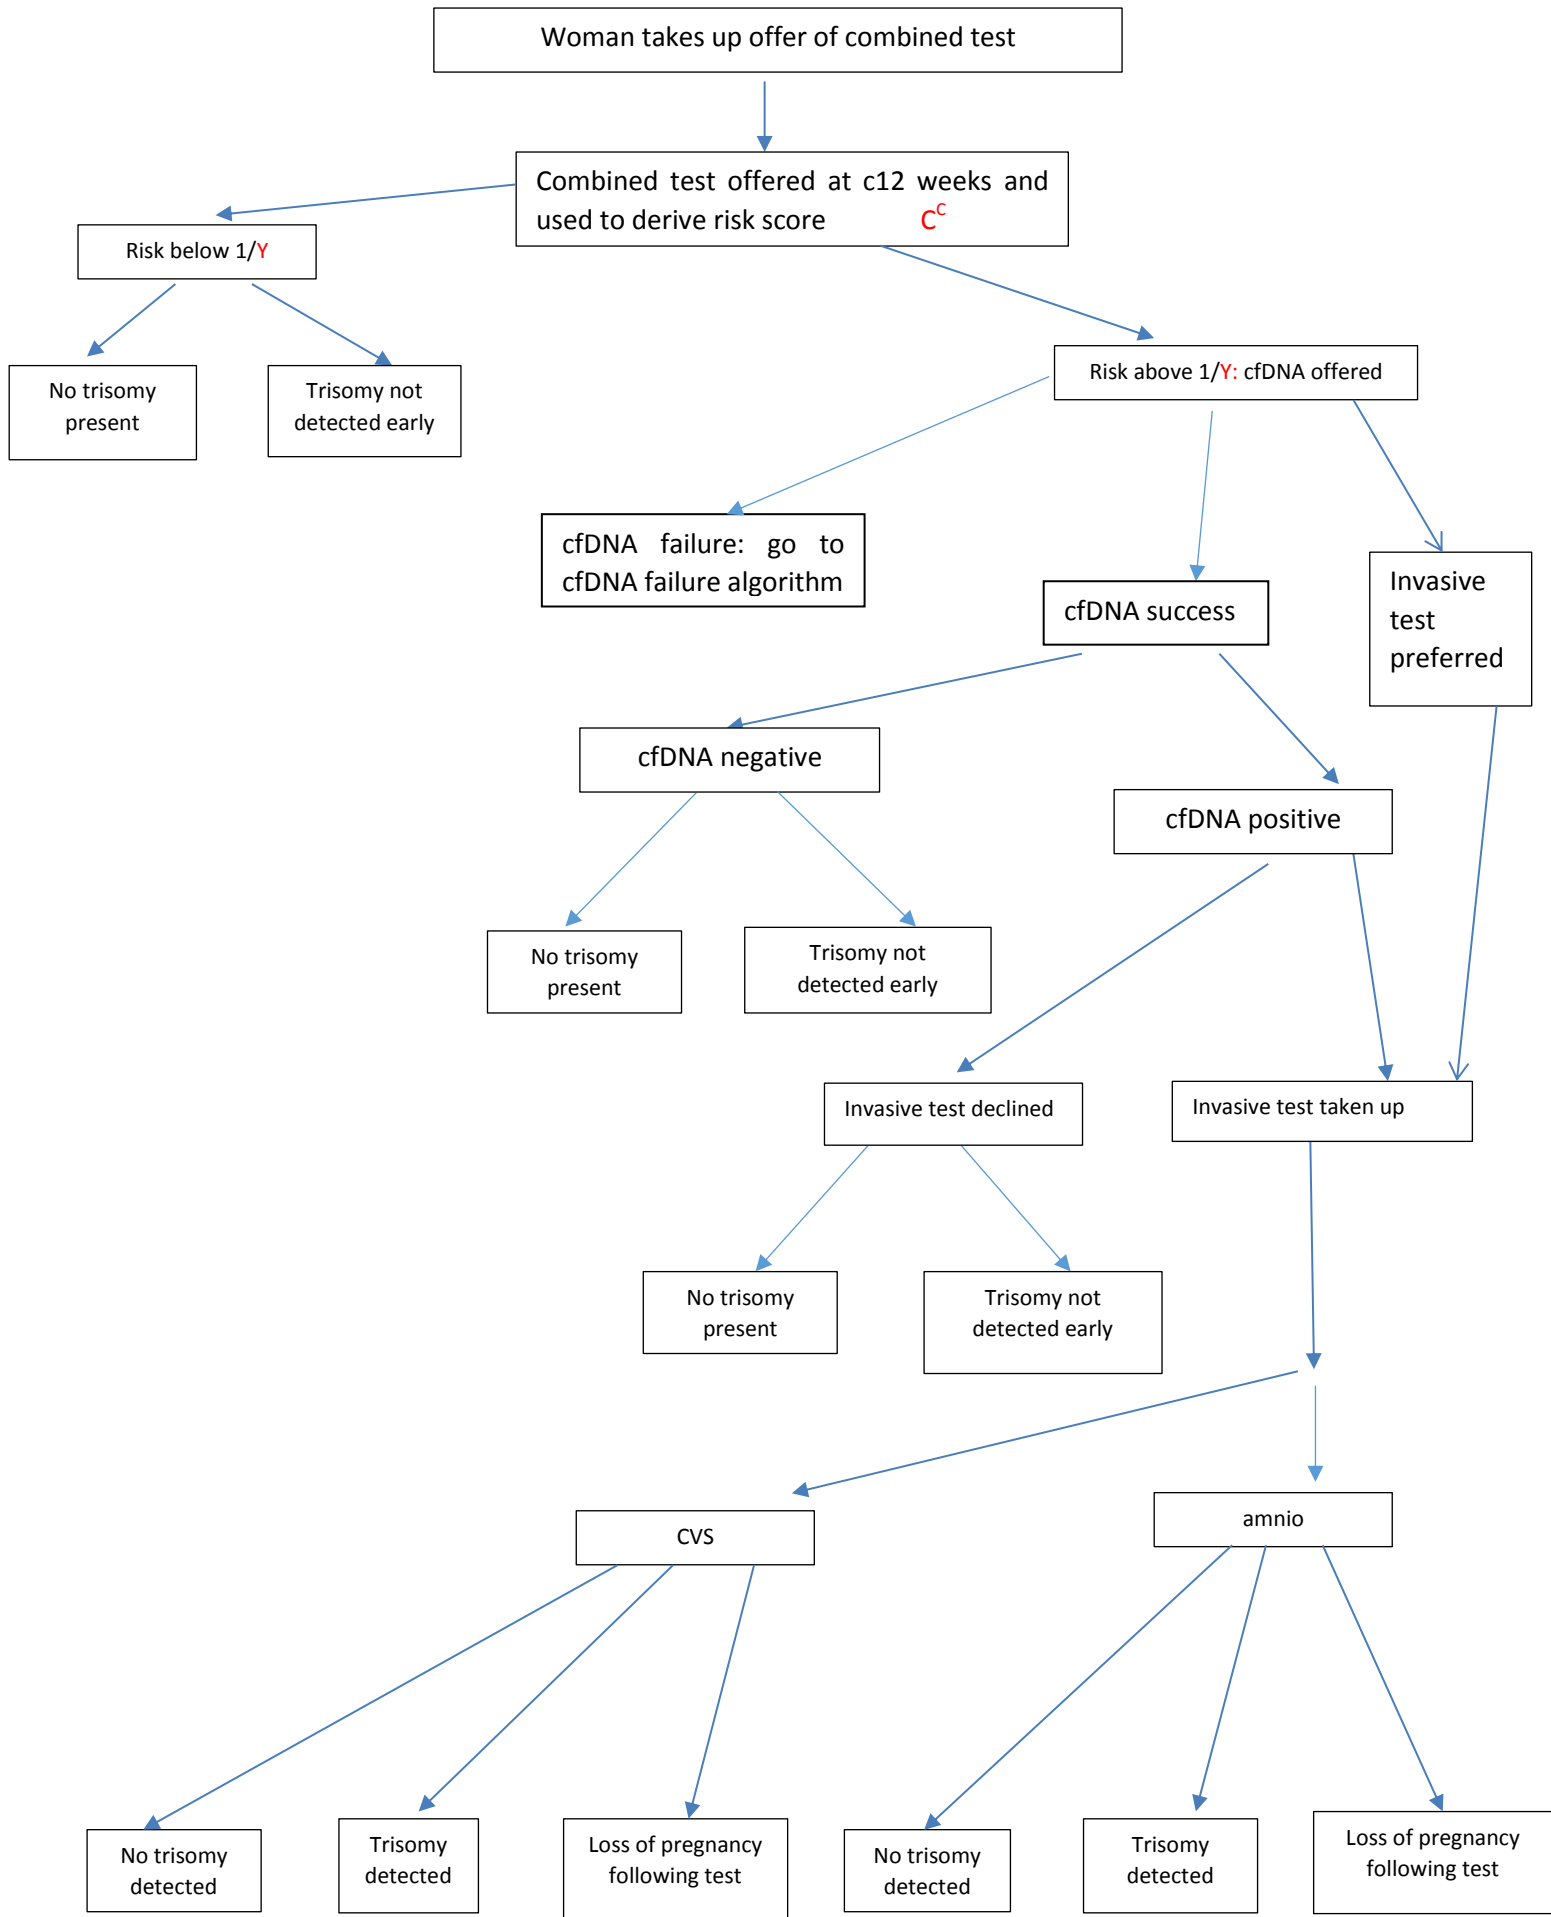 Woman takes up offer of combined test
Combined test offered at c12 weeks and
used to derive risk score C^C
Risk below 1/Y
No trisomy
present
Trisomy not
detected early
Risk above 1/Y: cfDNA offered
cfDNA failure: go to
cfDNA failure algorithm
cfDNA success
Invasive
test
preferred
cfDNA negative
cfDNA positive
No trisomy
present
Trisomy not
detected early
Invasive test declined
Invasive test taken up
No trisomy
present
Trisomy not
detected early
CVS
amnio
No trisomy
detected
Trisomy
detected
Loss of pregnancy
following test
No trisomy
detected
Trisomy
detected
Loss of pregnancy
following test